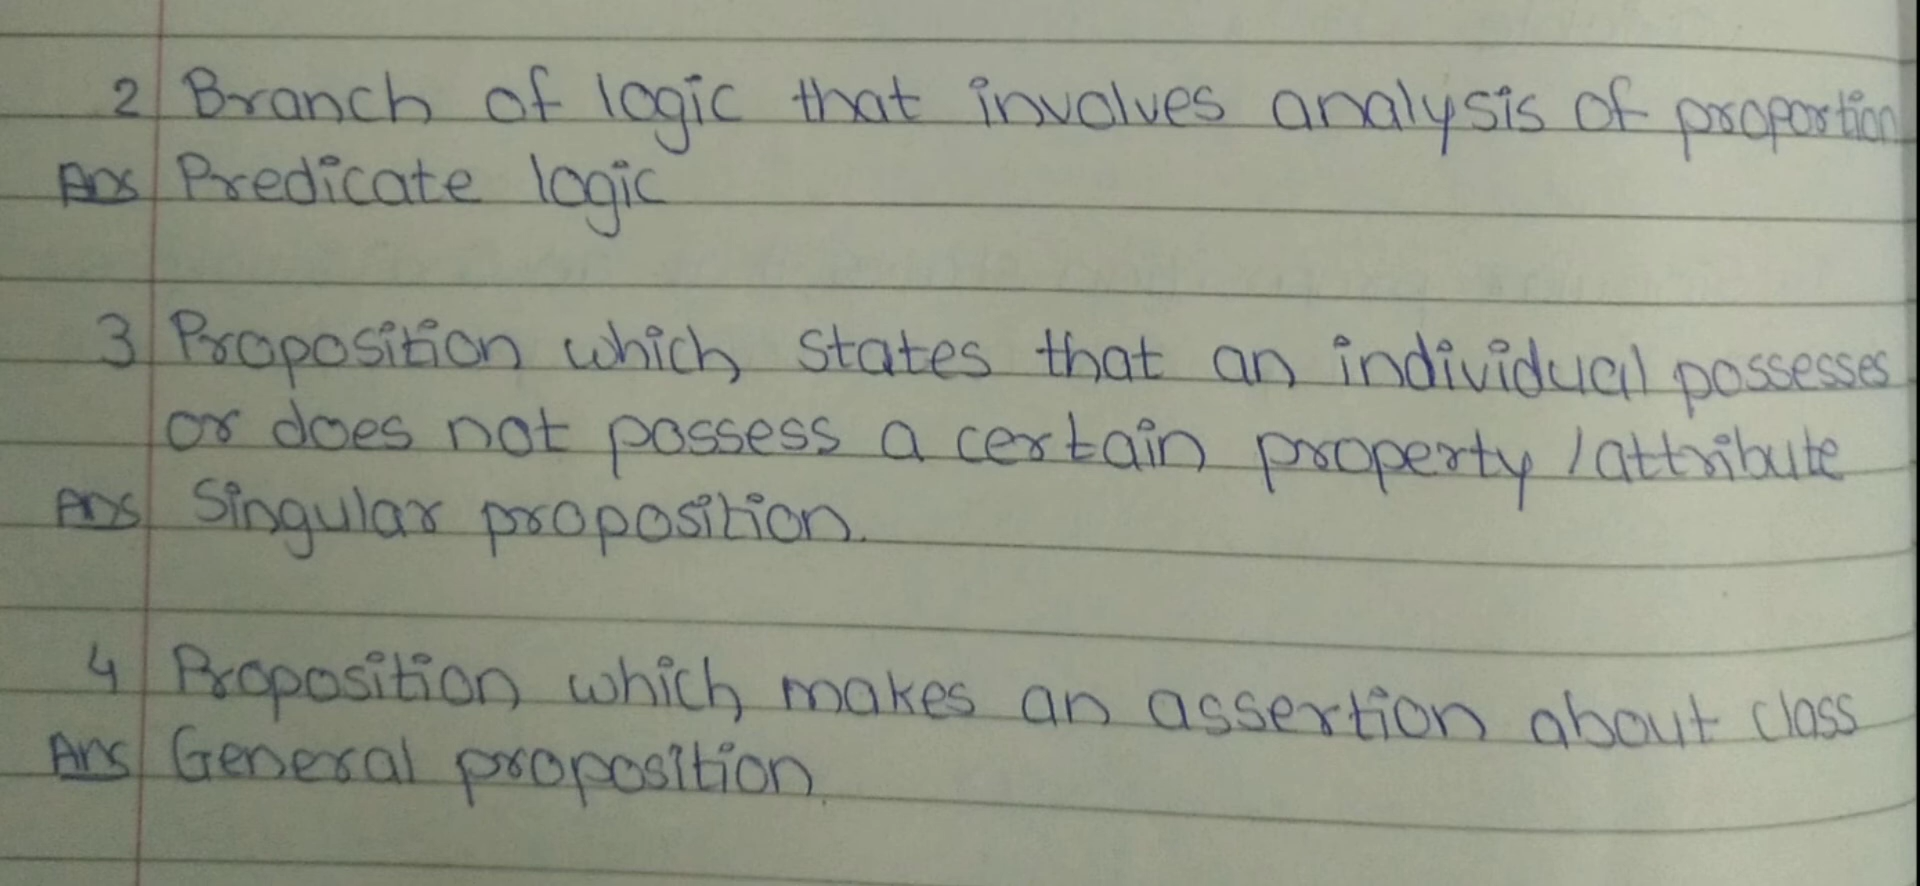 2 Branch of logic that involves analysis of proportion
Ans Predicate logic
3 Proposition which states that an individual possesses
or does not possess a certain property / attribute
Ans Singular proposition.
4 Proposition which makes an assertion about class
Ans General proposition.